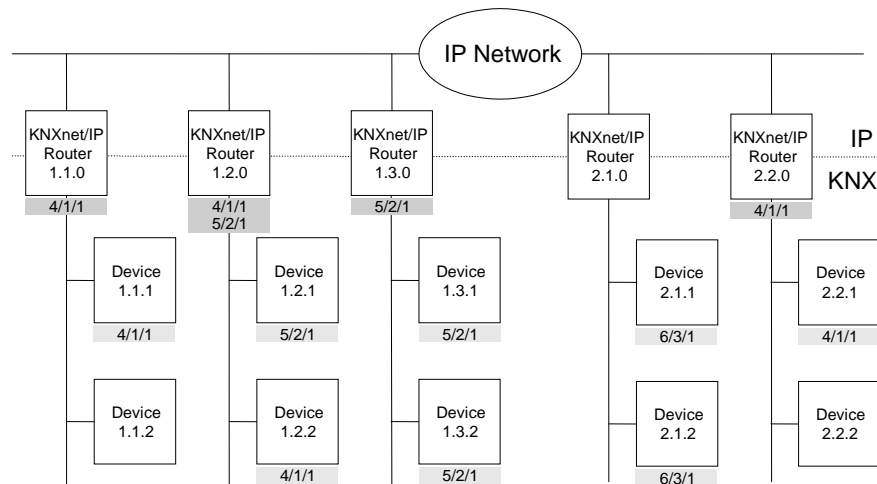 IP Network
KNXnet/IP
Router
1.1.0
KNXnet/IP
Router
1.2.0
KNXnet/IP
Router
1.3.0
KNXnet/IP
Router
2.1.0
KNXnet/IP
Router
2.2.0
IP
KNX
4/1/1
4/1/1
5/2/1
5/2/1
4/1/1
Device
1.1.1
4/1/1
Device
1.2.1
5/2/1
Device
1.3.1
5/2/1
Device
2.1.1
6/3/1
Device
2.2.1
4/1/1
Device
1.1.2
Device
1.2.2
4/1/1
Device
1.3.2
5/2/1
Device
2.1.2
6/3/1
Device
2.2.2